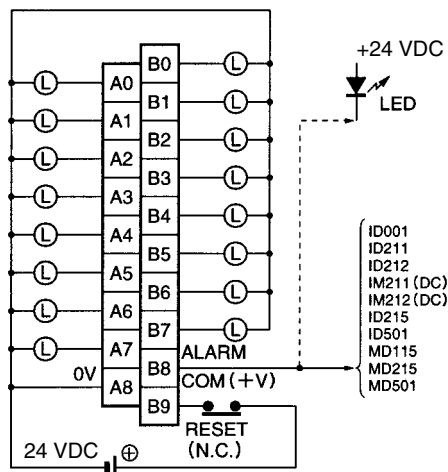 +24 VDC
LED
B0
L
L
A0
B1
L
L
A1
B2
L
L
A2
B3
L
L
A3
B4
L
L
A4
B5
L
L
A5
B6
L
L
A6
B7
L
L
A7
ALARM
B8
0V
COM (+V)
A8
B9
RESET
(N.C.)
24 VDC
⊕
ID001
ID211
ID212
IM211 (DC)
IM212 (DC)
ID215
ID501
MD115
MD215
MD501